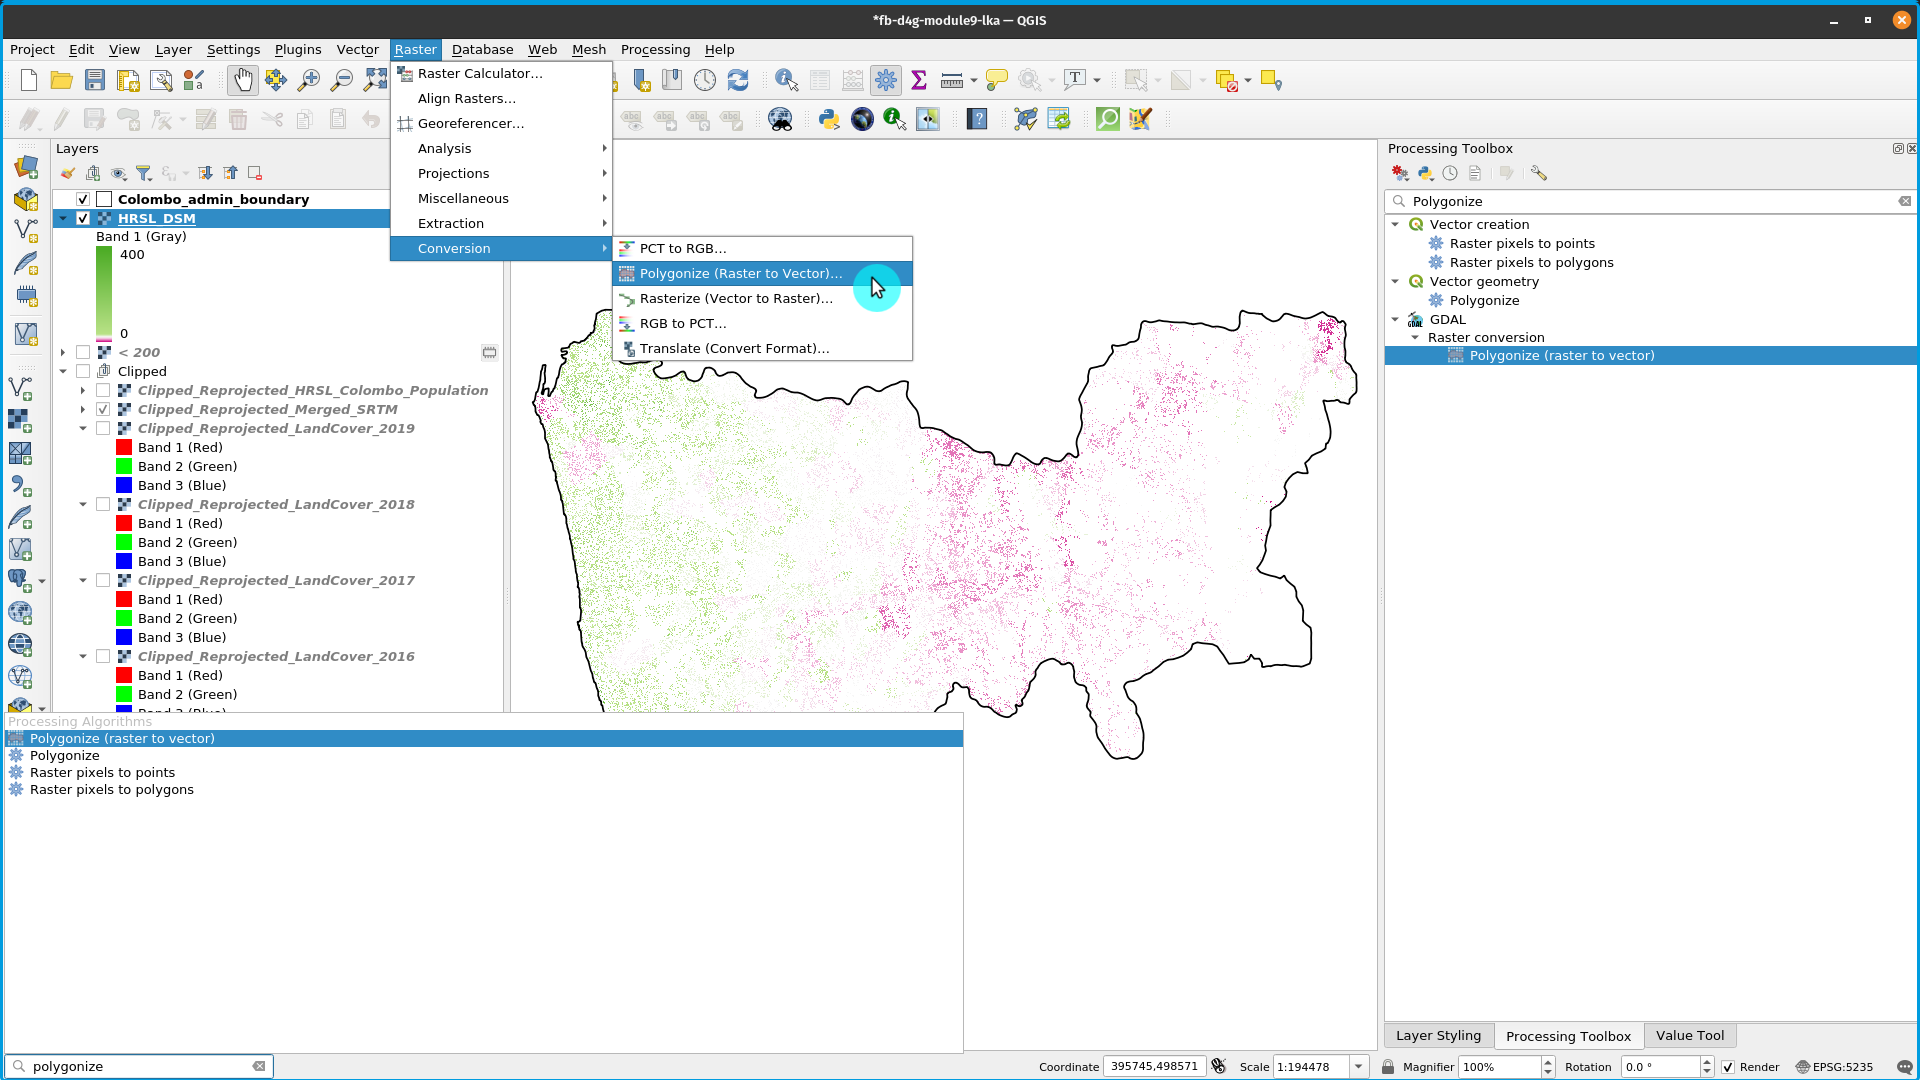 *fb-d4g-module9-lka — QGIS
Project Edit View Layer Settings Plugins Vector Raster Database Web Mesh Processing Help
Raster Calculator...
Align Rasters...
Georeferencer...
Analysis
Projections
Miscellaneous
Extraction
Conversion
PCT to RGB...
Polygonize (Raster to Vector)...
Rasterize (Vector to Raster)...
RGB to PCT...
Translate (Convert Format)...
Layers
Colombo_admin_boundary
HRSL_DSM
Band 1 (Gray)
400
0
< 200
Clipped
Clipped_Reprojected_HRSL_Colombo_Population
Clipped_Reprojected_Merged_SRTM
Clipped_Reprojected_LandCover_2019
Band 1 (Red)
Band 2 (Green)
Band 3 (Blue)
Clipped_Reprojected_LandCover_2018
Band 1 (Red)
Band 2 (Green)
Band 3 (Blue)
Clipped_Reprojected_LandCover_2017
Band 1 (Red)
Band 2 (Green)
Band 3 (Blue)
Clipped_Reprojected_LandCover_2016
Band 1 (Red)
Band 2 (Green)
Processing Algorithms
Polygonize (raster to vector)
Polygonize
Raster pixels to points
Raster pixels to polygons
polygonize
Processing Toolbox
Polygonize
Vector creation
Raster pixels to points
Raster pixels to polygons
Vector geometry
Polygonize
GDAL
Raster conversion
Polygonize (raster to vector)
Layer Styling Processing Toolbox Value Tool
Coordinate 395745,498571 Scale 1:194478 Magnifier 100% Rotation 0.0 ° Render EPSG:5235